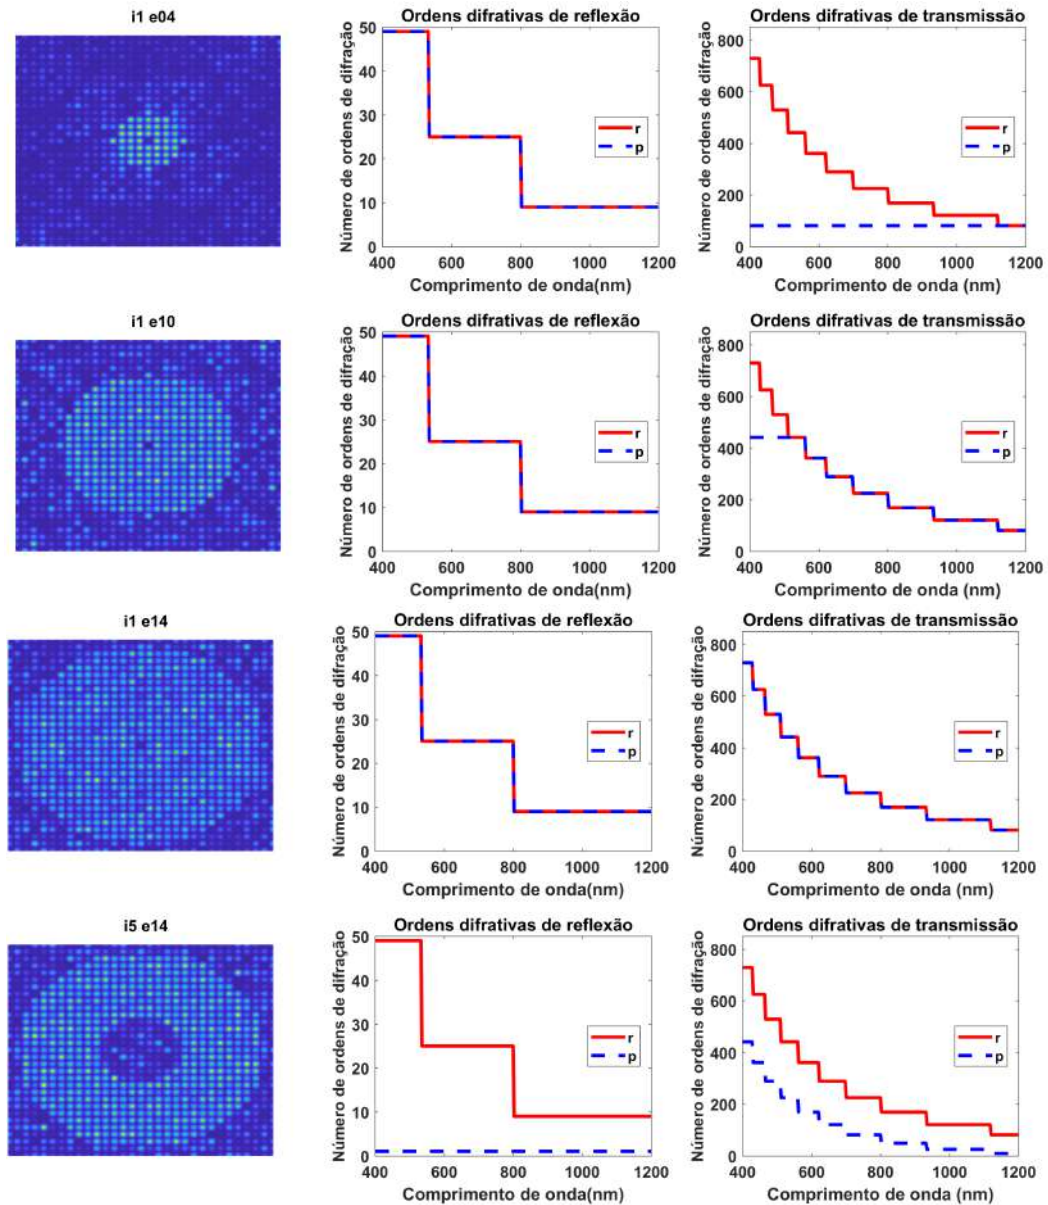 i1 e04
Ordens difrativas de reflexão
Número de ordens de difração
50
40
30
20
10
0
400 600 800 1000 1200
Comprimento de onda(nm)
r
p
Ordens difrativas de transmissão
Número de ordens de difração
800
600
400
200
0
400 600 800 1000 1200
Comprimento de onda(nm)
r
p
i1 e10
Ordens difrativas de reflexão
Número de ordens de difração
50
40
30
20
10
0
400 600 800 1000 1200
Comprimento de onda(nm)
r
p
Ordens difrativas de transmissão
Número de ordens de difração
800
600
400
200
0
400 600 800 1000 1200
Comprimento de onda (nm)
r
p
i1 e14
Ordens difrativas de reflexão
Número de ordens de difração
50
40
30
20
10
0
400 600 800 1000 1200
Comprimento de onda(nm)
r
p
Ordens difrativas de transmissão
Número de ordens de difração
800
600
400
200
0
400 600 800 1000 1200
Comprimento de onda (nm)
r
p
i5 e14
Ordens difrativas de reflexão
Número de ordens de difração
50
40
30
20
10
0
400 600 800 1000 1200
Comprimento de onda(nm)
r
p
Ordens difrativas de transmissão
Número de ordens de difração
800
600
400
200
0
400 600 800 1000 1200
Comprimento de onda (nm)
r
p